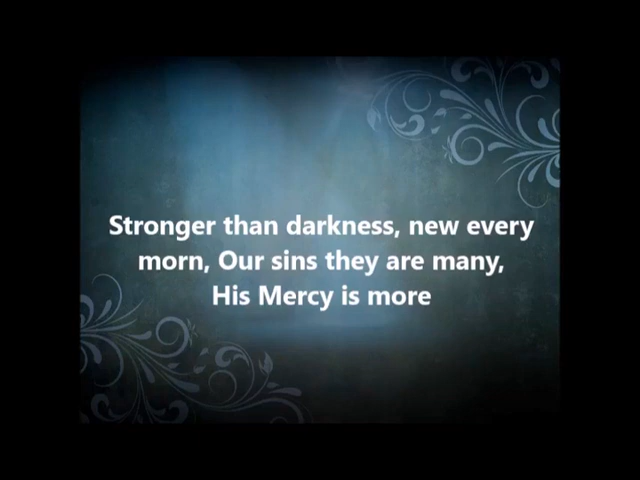 Stronger than darkness, new every
morn, Our sins they are many,
His Mercy is more